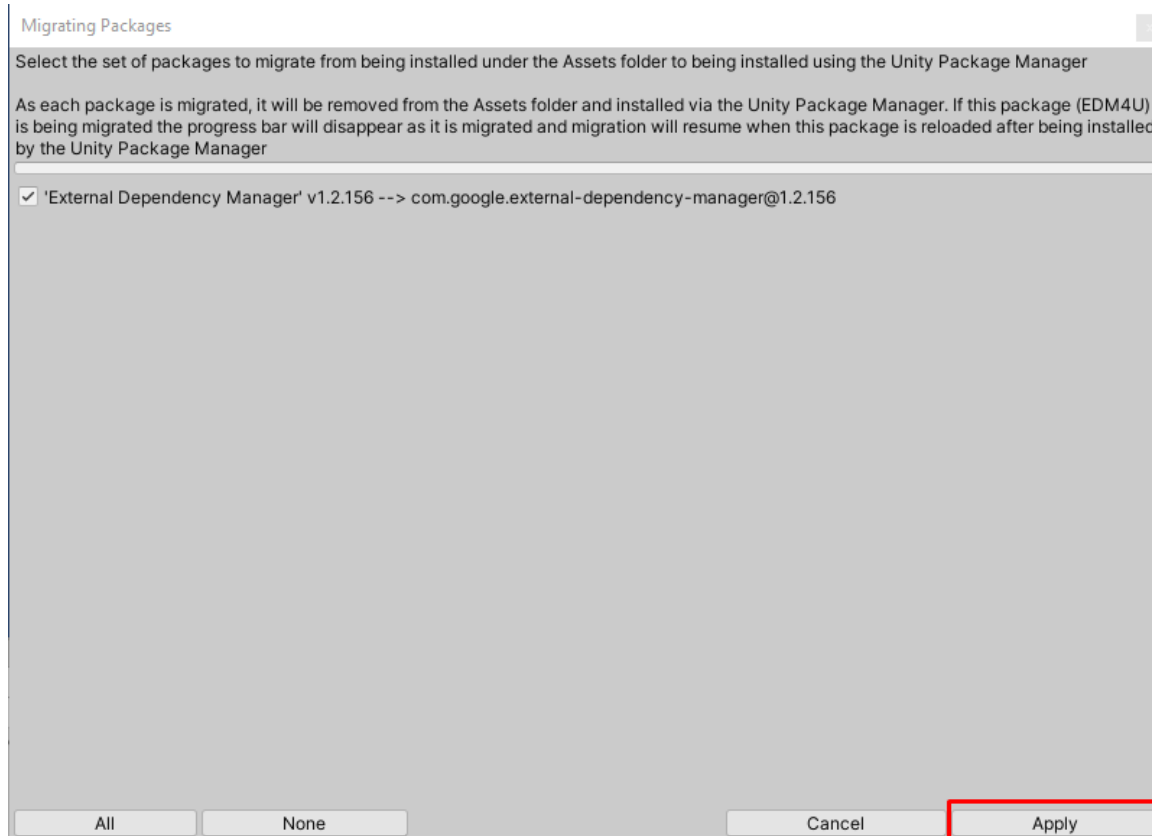 Migrating Packages
Select the set of packages to migrate from being installed under the Assets folder to being installed using the Unity Package Manager
As each package is migrated, it will be removed from the Assets folder and installed via the Unity Package Manager. If this package (EDM4U)
is being migrated the progress bar will disappear as it is migrated and migration will resume when this package is reloaded after being installed
by the Unity Package Manager
'External Dependency Manager' v1.2.156 --> com.google.external-dependency-manager@1.2.156
All None Cancel Apply